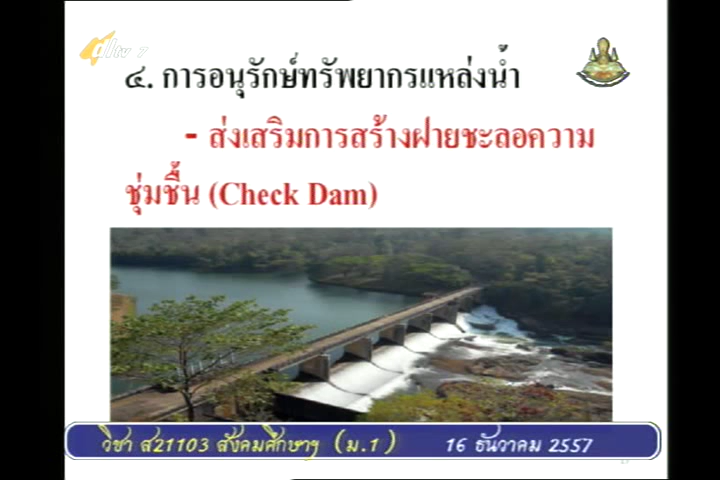 dltv 7
๔. การอนุรักษ์ทรัพยากรแหล่งน้ำ
- ส่งเสริมการสร้างฝายชะลอความ
ชุ่มชื้น (Check Dam)
วิชา ส21103 สังคมศึกษาฯ (ม.1) 16 ธันวาคม 2557